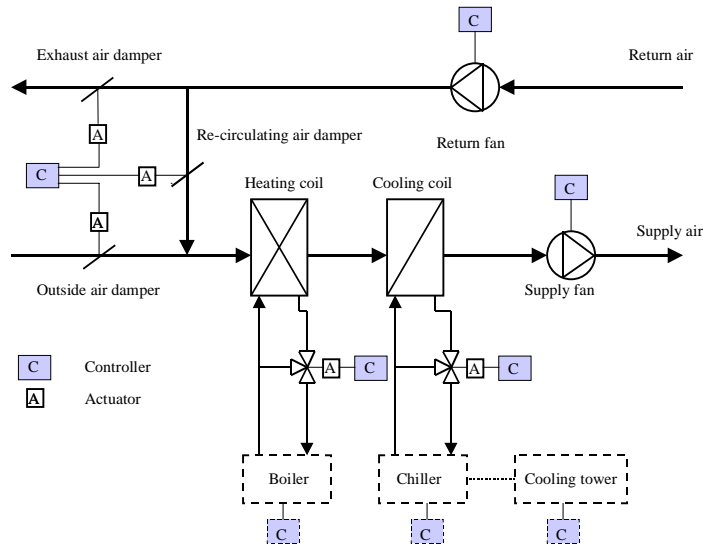 C
Exhaust air damper
Return air
A
Re-circulating air damper
Return fan
C
A
Heating coil
Cooling coil
C
A
Supply air
Outside air damper
Supply fan
C
Controller
A
C
A
C
A
Actuator
Boiler
Chiller
Cooling tower
C
C
C